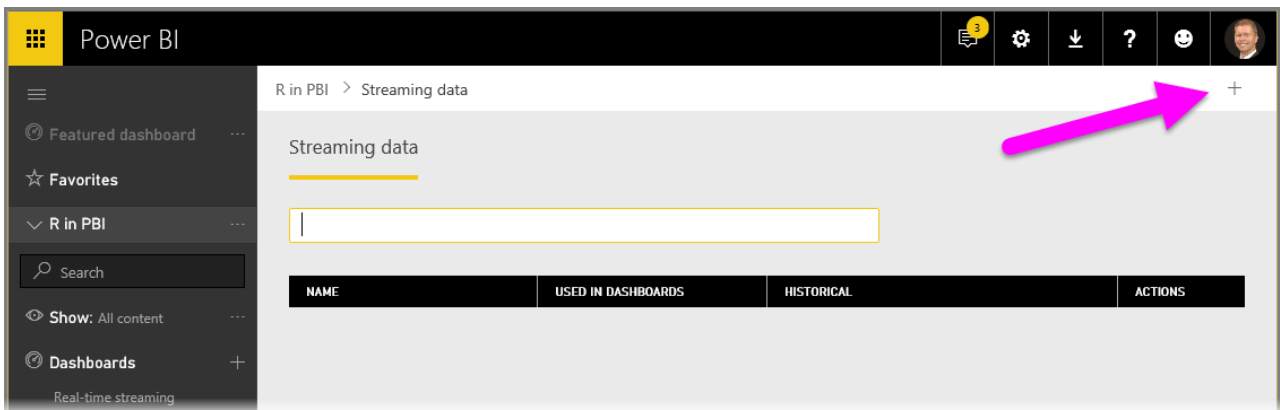 Power BI
3
?
R in PBI > Streaming data
Featured dashboard ...
Streaming data
Favorites
R in PBI ...
Search
NAME USED IN DASHBOARDS HISTORICAL ACTIONS
Show: All content ...
Dashboards +
Real-time streaming